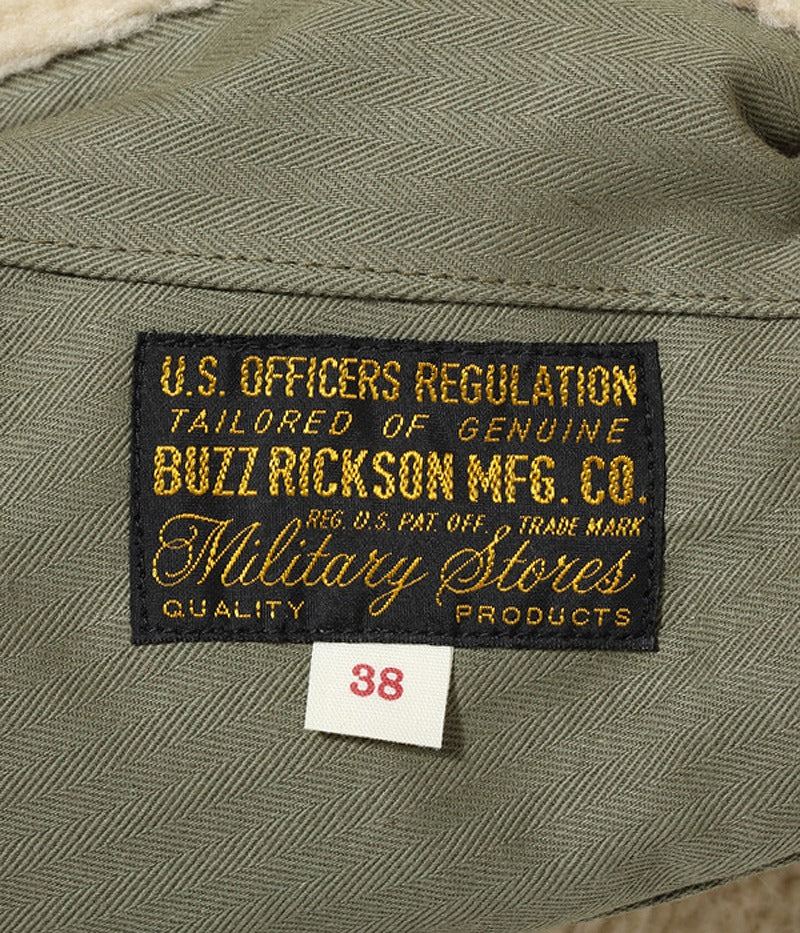 U.S. OFFICERS REGULATION
TAILORED OF GENUINE
BUZZ RICKSON MFG. CO.
REG. U.S. PAT. OFF. TRADE MARK
Military Stores
QUALITY PRODUCTS
38